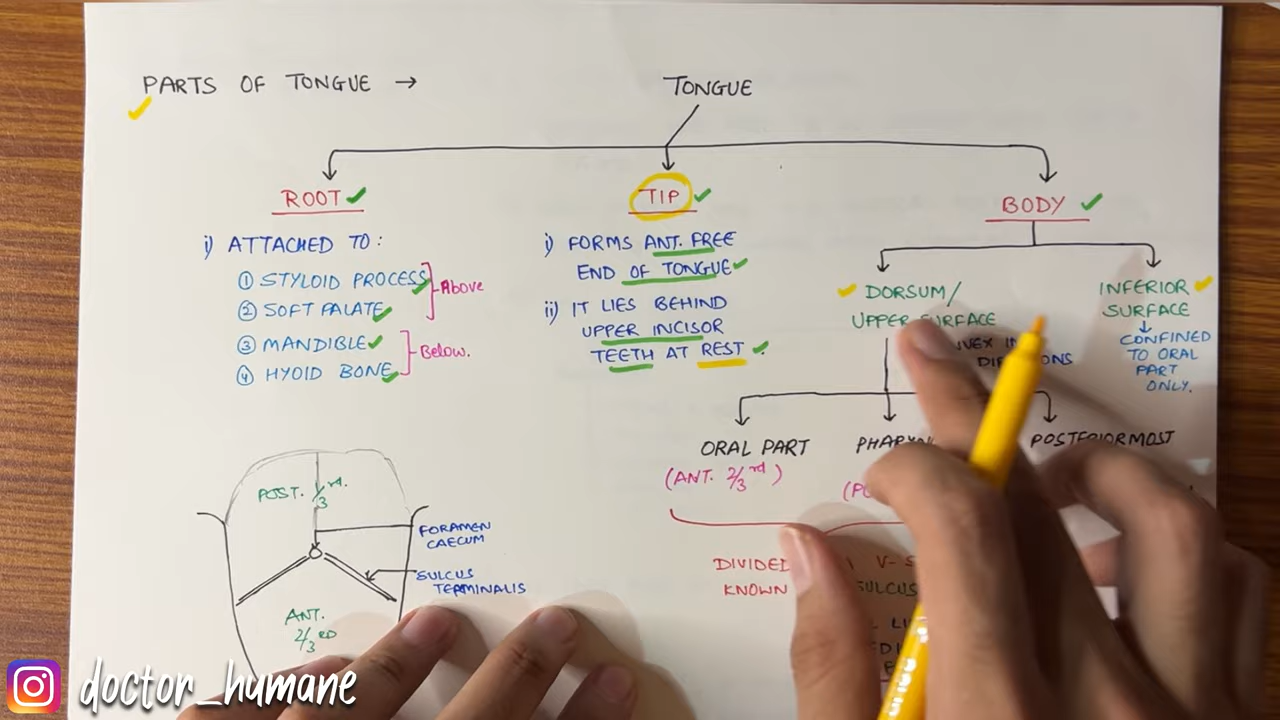 PARTS OF TONGUE →
TONGUE
ROOT
i) ATTACHED TO:
① STYLOID PROCESS
② SOFT PALATE
Above
③ MANDIBLE
④ HYOID BONE
Below.
TIP
i) FORMS ANT. FREE
END OF TONGUE
ii) IT LIES BEHIND
UPPER INCISOR
TEETH AT REST.
BODY
DORSUM/
UPPER SURFACE
INFERIOR
SURFACE
CONFINED
TO ORAL
PART
ONLY.
ORAL PART
(ANT. 2/3rd)
POSTERIORMOST
DIVIDED
KNOWN
POST. 1/3rd.
FORAMEN
CAECUM
SULCUS
TERMINALIS
ANT.
2/3RD
doctor_humane